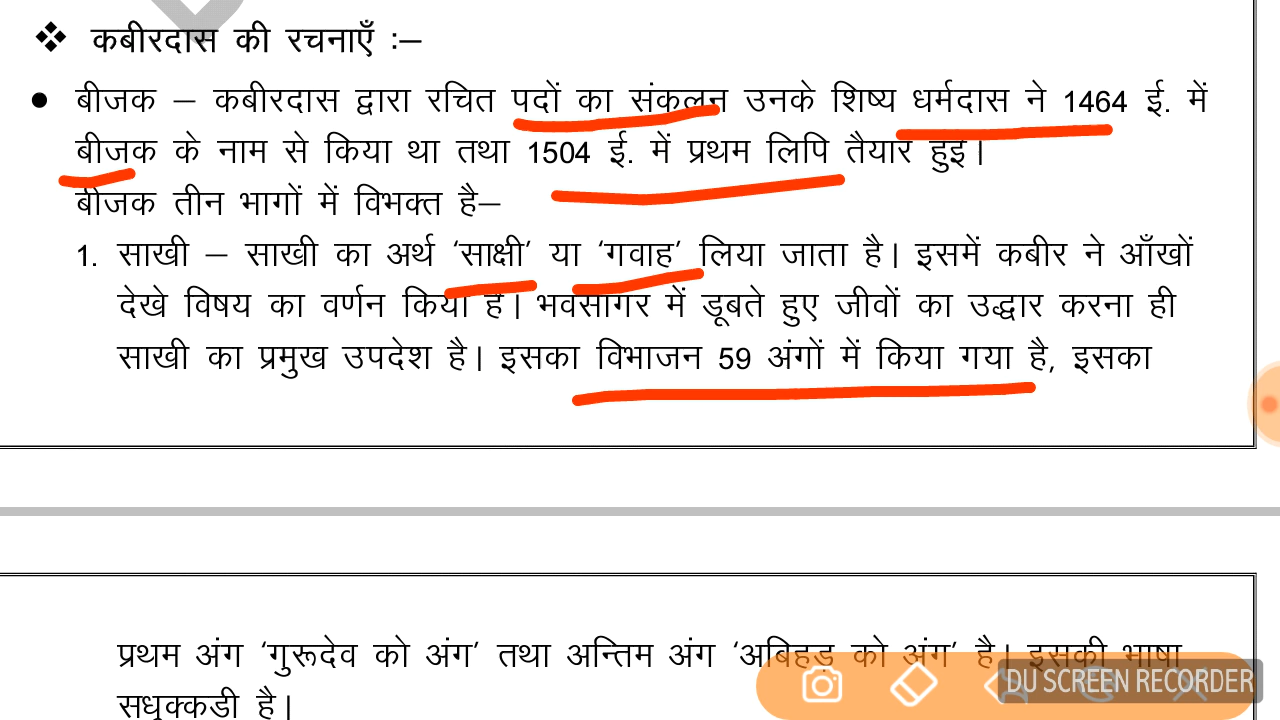 ❖ कबीरदास की रचनाएँ :–
● बीजक – कबीरदास द्वारा रचित पदों का संकलन उनके शिष्य धर्मदास ने 1464 ई. में
बीजक के नाम से किया था तथा 1504 ई. में प्रथम लिपि तैयार हुइ।
बीजक तीन भागों में विभक्त है–
1. साखी – साखी का अर्थ ‘साक्षी’ या ‘गवाह’ लिया जाता है। इसमें कबीर ने आँखों
देखे विषय का वर्णन किया है। भवसागर में डूबते हुए जीवों का उद्धार करना ही
साखी का प्रमुख उपदेश है। इसका विभाजन 59 अंगों में किया गया है, इसका
प्रथम अंग ‘गुरूदेव को अंग’ तथा अन्तिम अंग ‘अबिहड़ को अंग’ है। इसकी भाषा
सधुक्कडी है।
DU SCREEN RECORDER